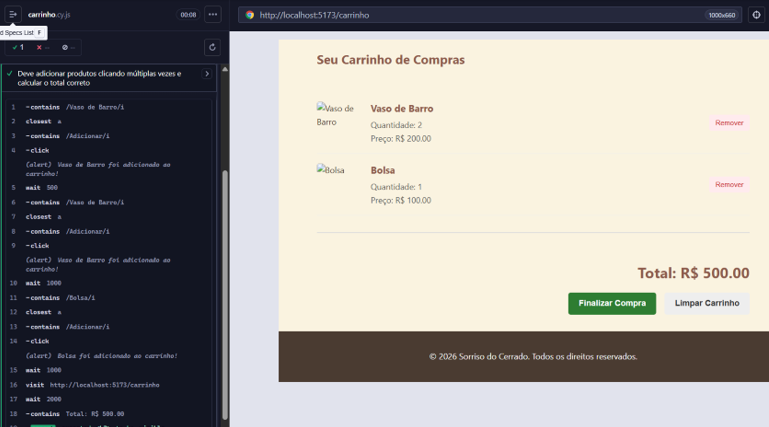 carrinho.cy.js
00:08
d Specs List F
1
--
--
Deve adicionar produtos clicando múltiplas vezes e
calcular o total correto
1 -contains /Vaso de Barro/i
2 closest a
3 -contains /Adicionar/i
4 -click
(alert) Vaso de Barro foi adicionado ao
carrinho!
5 wait 500
6 -contains /Vaso de Barro/i
7 closest a
8 -contains /Adicionar/i
9 -click
(alert) Vaso de Barro foi adicionado ao
carrinho!
10 wait 1000
11 -contains /Bolsa/i
12 closest a
13 -contains /Adicionar/i
14 -click
(alert) Bolsa foi adicionado ao carrinho!
15 wait 1000
16 visit http://localhost:5173/carrinho
17 wait 2000
18 -contains Total: R$ 500.00
http://localhost:5173/carrinho
1000x660
Seu Carrinho de Compras
Vaso de
Barro
Vaso de Barro
Quantidade: 2
Preço: R$ 200.00
Remover
Bolsa
Bolsa
Quantidade: 1
Preço: R$ 100.00
Remover
Total: R$ 500.00
Finalizar Compra
Limpar Carrinho
© 2026 Sorriso do Cerrado. Todos os direitos reservados.